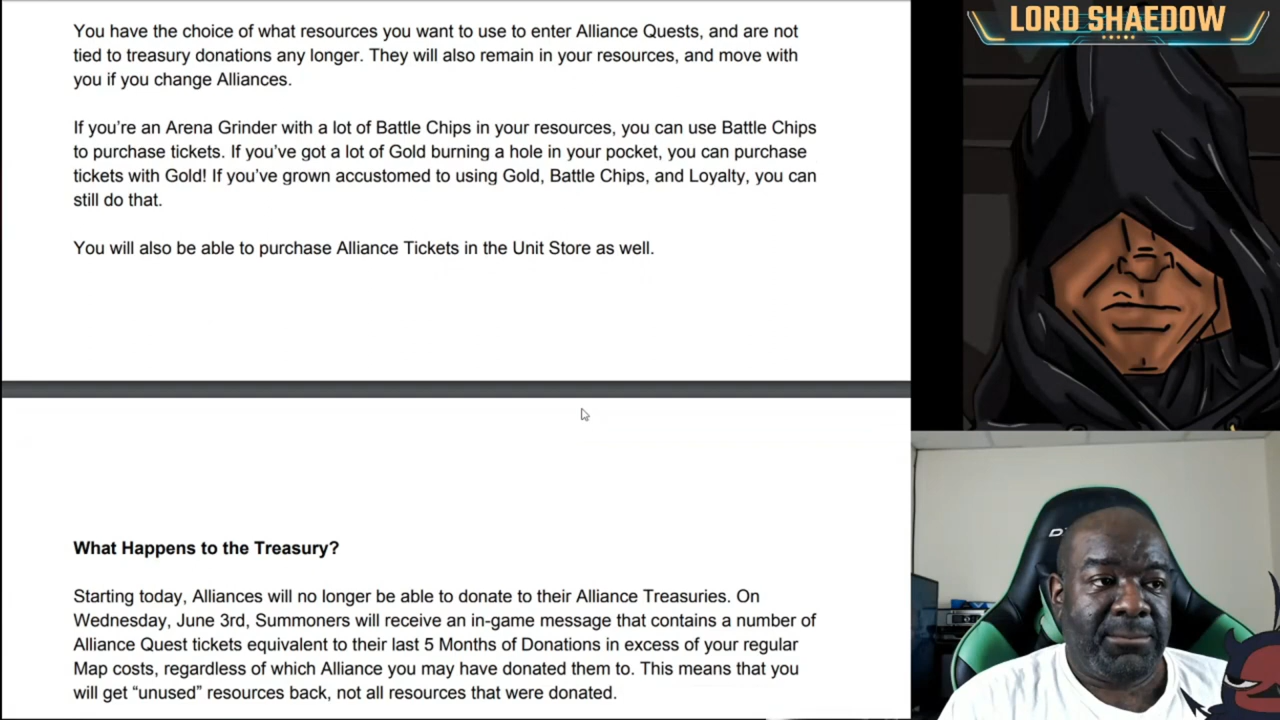 LORD SHAEDOW
You have the choice of what resources you want to use to enter Alliance Quests, and are not
tied to treasury donations any longer. They will also remain in your resources, and move with
you if you change Alliances.
If you’re an Arena Grinder with a lot of Battle Chips in your resources, you can use Battle Chips
to purchase tickets. If you’ve got a lot of Gold burning a hole in your pocket, you can purchase
tickets with Gold! If you’ve grown accustomed to using Gold, Battle Chips, and Loyalty, you can
still do that.
You will also be able to purchase Alliance Tickets in the Unit Store as well.
What Happens to the Treasury?
Starting today, Alliances will no longer be able to donate to their Alliance Treasuries. On
Wednesday, June 3rd, Summoners will receive an in-game message that contains a number of
Alliance Quest tickets equivalent to their last 5 Months of Donations in excess of your regular
Map costs, regardless of which Alliance you may have donated them to. This means that you
will get “unused” resources back, not all resources that were donated.